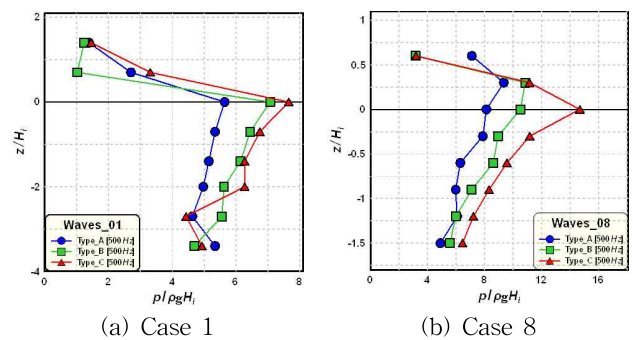 2
0
-2
-4
z/Hᵢ
Waves_01
Type_A [500Hz]
Type_B [500Hz]
Type_C [500Hz]
0 2 4 6 8
p/ρgHᵢ
(a) Case 1
1
0.5
0
-0.5
-1
-1.5
z/Hᵢ
Waves_08
Type_A [500Hz]
Type_B [500Hz]
Type_C [500Hz]
0 4 8 12 16
p/ρgHᵢ
(b) Case 8